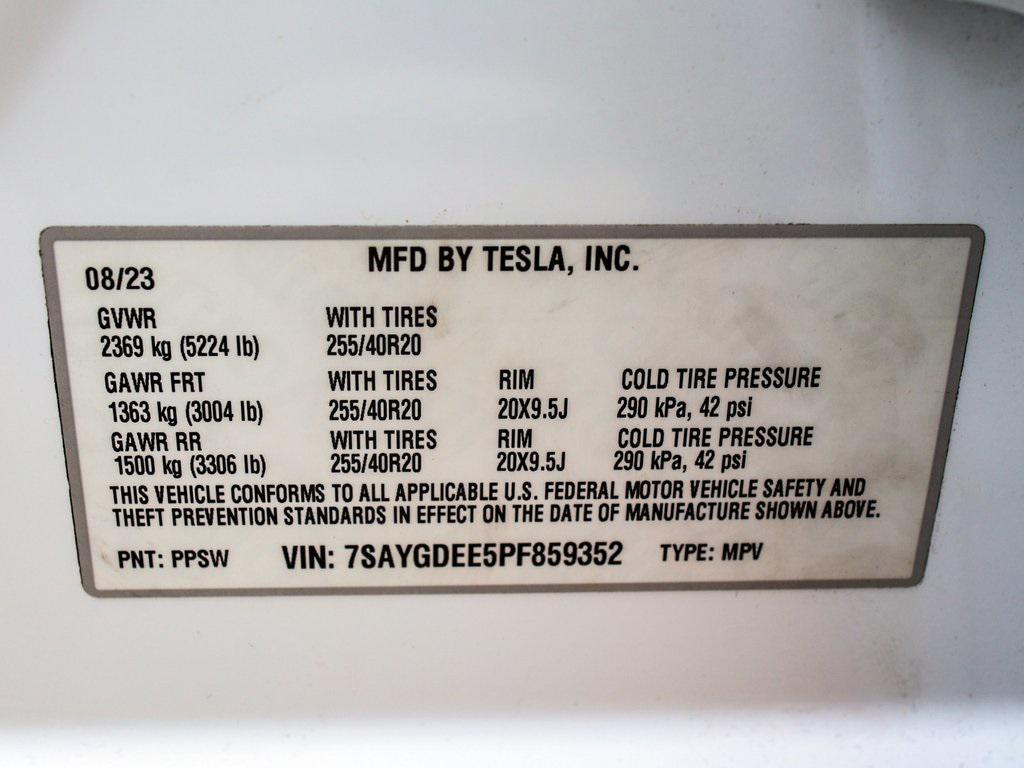 MFD BY TESLA, INC.
08/23
GVWR WITH TIRES
2369 kg (5224 lb) 255/40R20
GAWR FRT WITH TIRES RIM COLD TIRE PRESSURE
1363 kg (3004 lb) 255/40R20 20X9.5J 290 kPa, 42 psi
GAWR RR WITH TIRES RIM COLD TIRE PRESSURE
1500 kg (3306 lb) 255/40R20 20X9.5J 290 kPa, 42 psi
THIS VEHICLE CONFORMS TO ALL APPLICABLE U.S. FEDERAL MOTOR VEHICLE SAFETY AND
THEFT PREVENTION STANDARDS IN EFFECT ON THE DATE OF MANUFACTURE SHOWN ABOVE.
PNT: PPSW VIN: 7SAYGDEE5PF859352 TYPE: MPV